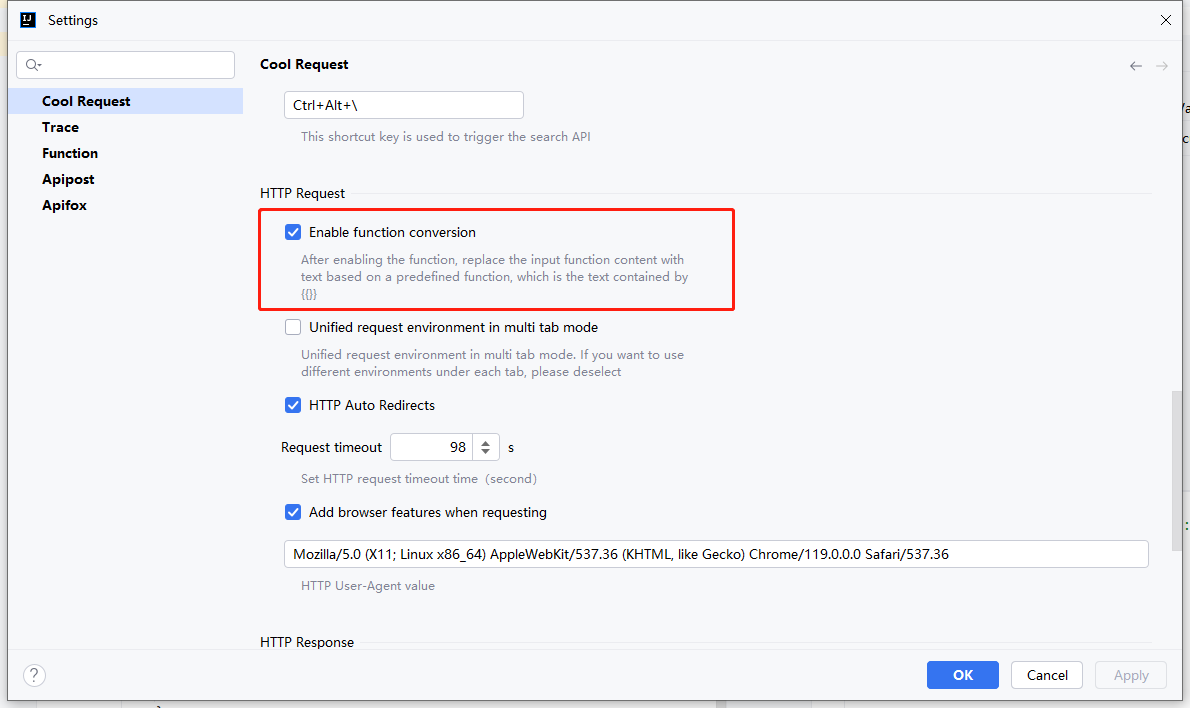 IJ
Settings
Cool Request
Trace
Function
Apipost
Apifox
Cool Request
Ctrl+Alt+\
This shortcut key is used to trigger the search API
HTTP Request
Enable function conversion
After enabling the function, replace the input function content with
text based on a predefined function, which is the text contained by
{{}}
Unified request environment in multi tab mode
Unified request environment in multi tab mode. If you want to use
different environments under each tab, please deselect
HTTP Auto Redirects
Request timeout 98 s
Set HTTP request timeout time（second）
Add browser features when requesting
Mozilla/5.0 (X11; Linux x86_64) AppleWebKit/537.36 (KHTML, like Gecko) Chrome/119.0.0.0 Safari/537.36
HTTP User-Agent value
HTTP Response
? OK Cancel Apply